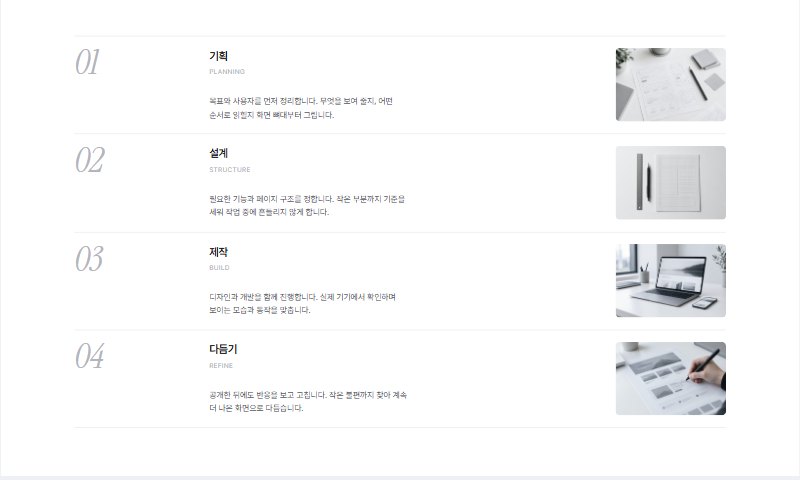 01
기획
PLANNING
목표와 사용자를 먼저 정리합니다. 무엇을 보여 줄지, 어떤
순서로 읽힐지 화면 뼈대부터 그립니다.
02
설계
STRUCTURE
필요한 기능과 페이지 구조를 정합니다. 작은 부분까지 기준을
세워 작업 중에 흔들리지 않게 합니다.
03
제작
BUILD
디자인과 개발을 함께 진행합니다. 실제 기기에서 확인하며
보이는 모습과 동작을 맞춥니다.
04
다듬기
REFINE
공개한 뒤에도 반응을 보고 고칩니다. 작은 불편까지 찾아 계속
더 나은 화면으로 다듬습니다.